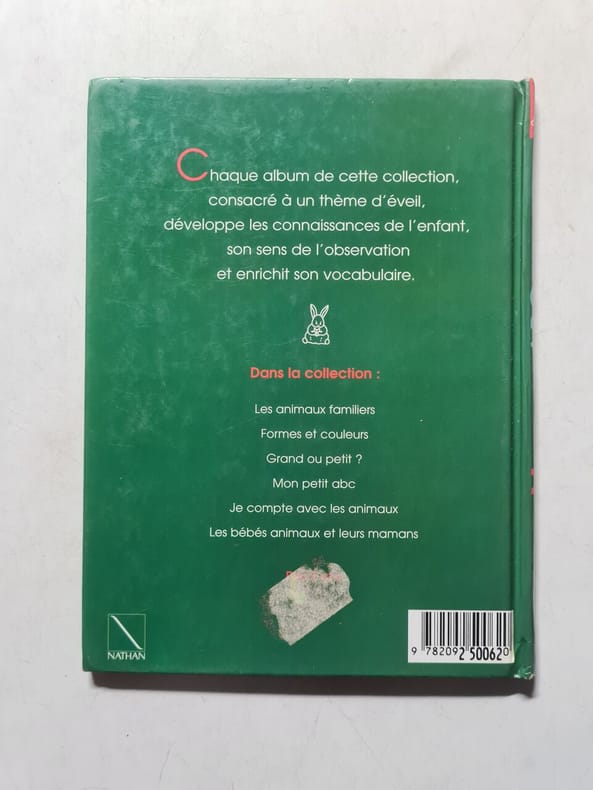 Chaque album de cette collection,
consacré à un thème d'éveil,
développe les connaissances de l'enfant,
son sens de l'observation
et enrichit son vocabulaire.
Dans la collection :
Les animaux familiers
Formes et couleurs
Grand ou petit ?
Mon petit abc
Je compte avec les animaux
Les bébés animaux et leurs mamans
NATHAN
9 782092 500620